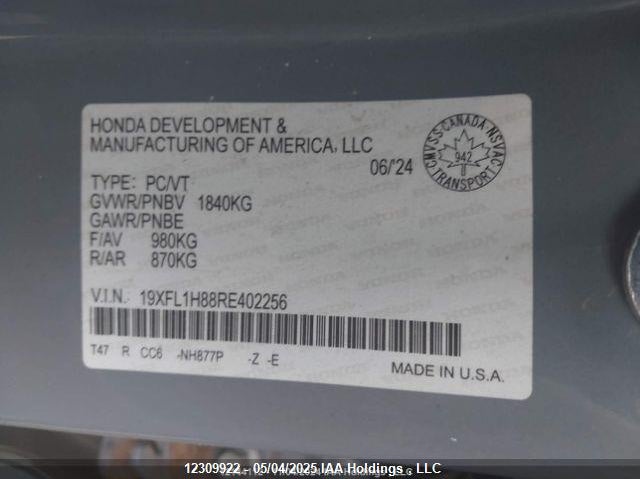 HONDA DEVELOPMENT &
MANUFACTURING OF AMERICA, LLC
06/24
CMVSS-CANADA-NSVAC
942
TRANSPORT
TYPE: PC/VT
GVWR/PNBV 1840KG
GAWR/PNBE
F/AV 980KG
R/AR 870KG
V.I.N.: 19XFL1H88RE402256
T47 R CC6 -NH877P -Z -E
MADE IN U.S.A.
12309922 - 05/04/2025 IAA Holdings - LLC